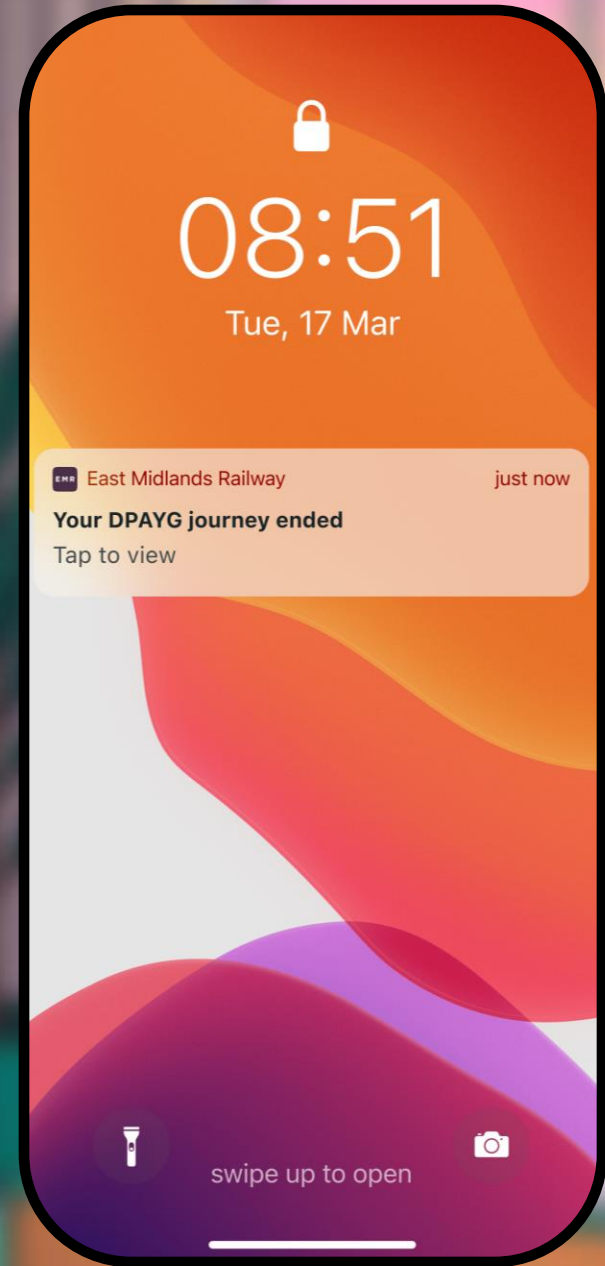 08:51
Tue, 17 Mar
EMR East Midlands Railway just now
Your DPAYG journey ended
Tap to view
swipe up to open